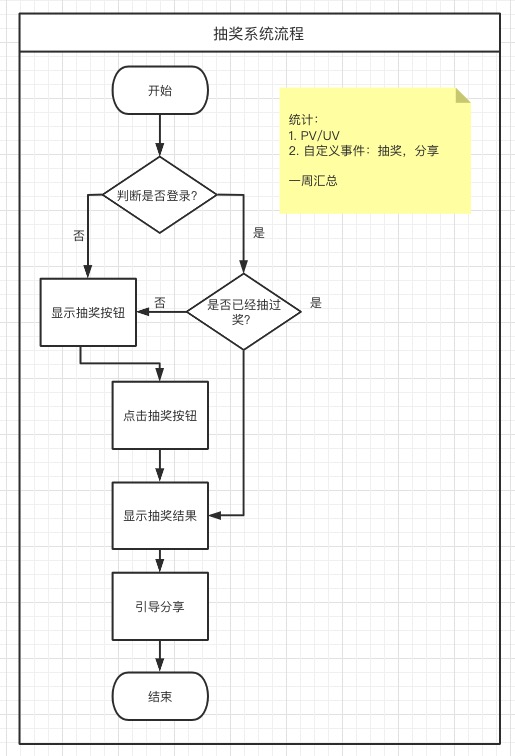 抽奖系统流程
开始
统计：
1. PV/UV
2. 自定义事件：抽奖，分享
一周汇总
判断是否登录？
否
是
显示抽奖按钮
否
是否已经抽过
奖？
是
点击抽奖按钮
显示抽奖结果
引导分享
结束